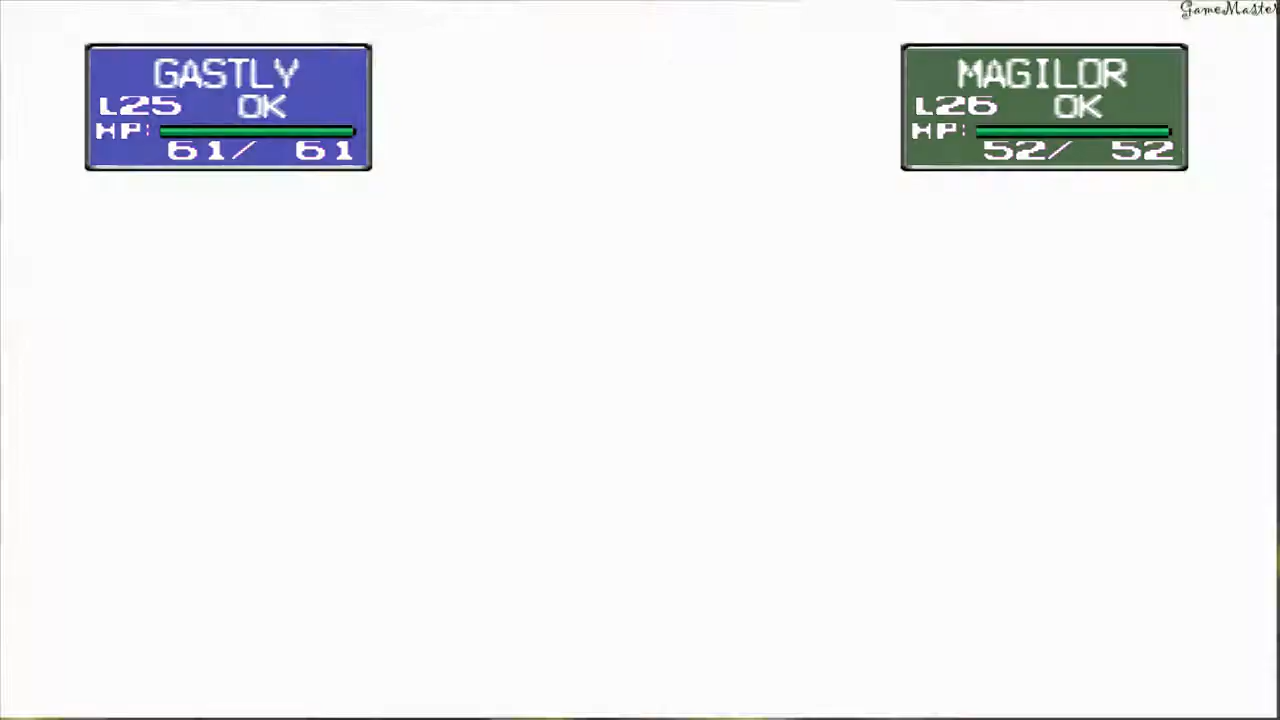 GameMaster
GASTLY
L25 OK
HP:
61/ 61
MAGILOR
L26 OK
HP:
52/ 52